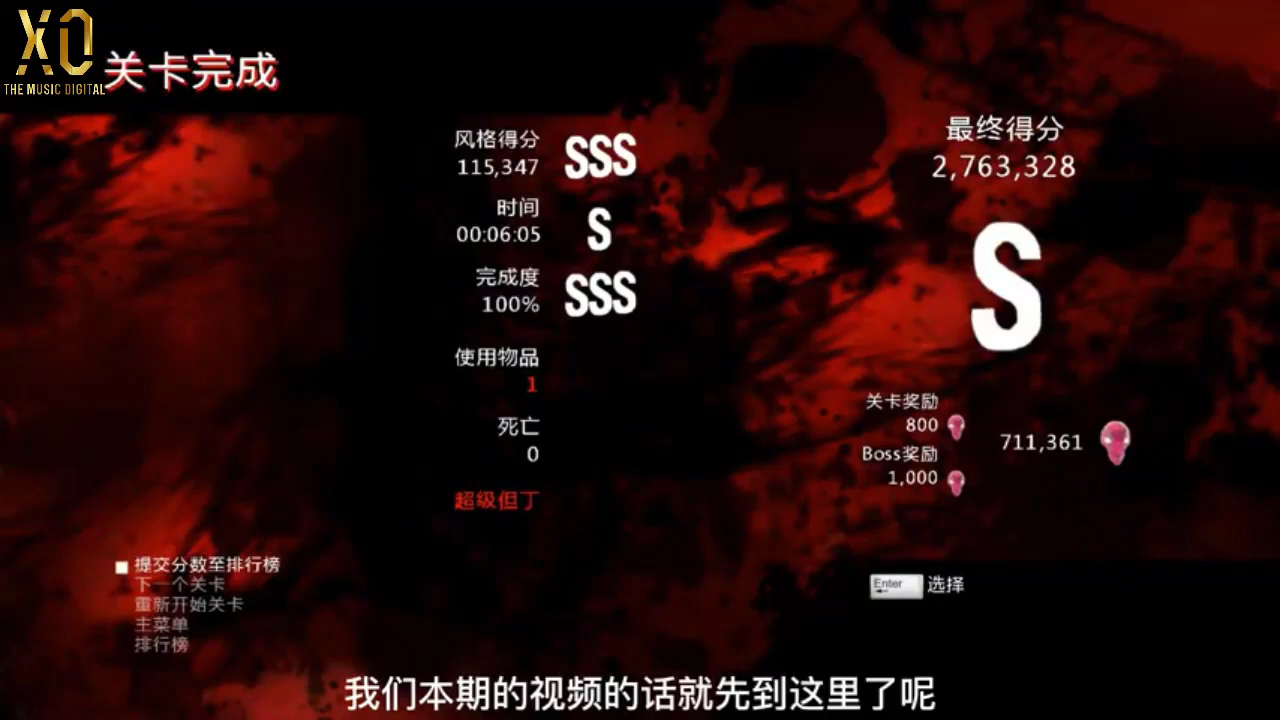 XO
THE MUSIC DIGITAL
关卡完成
风格得分
115,347
SSS
时间
00:06:05
S
完成度
100%
SSS
使用物品
1
死亡
0
超级但丁
最终得分
2,763,328
S
关卡奖励
800
Boss奖励
1,000
711,361
提交分数至排行榜
下一个关卡
重新开始关卡
主菜单
排行榜
Enter
选择
我们本期的视频的话就先到这里了呢